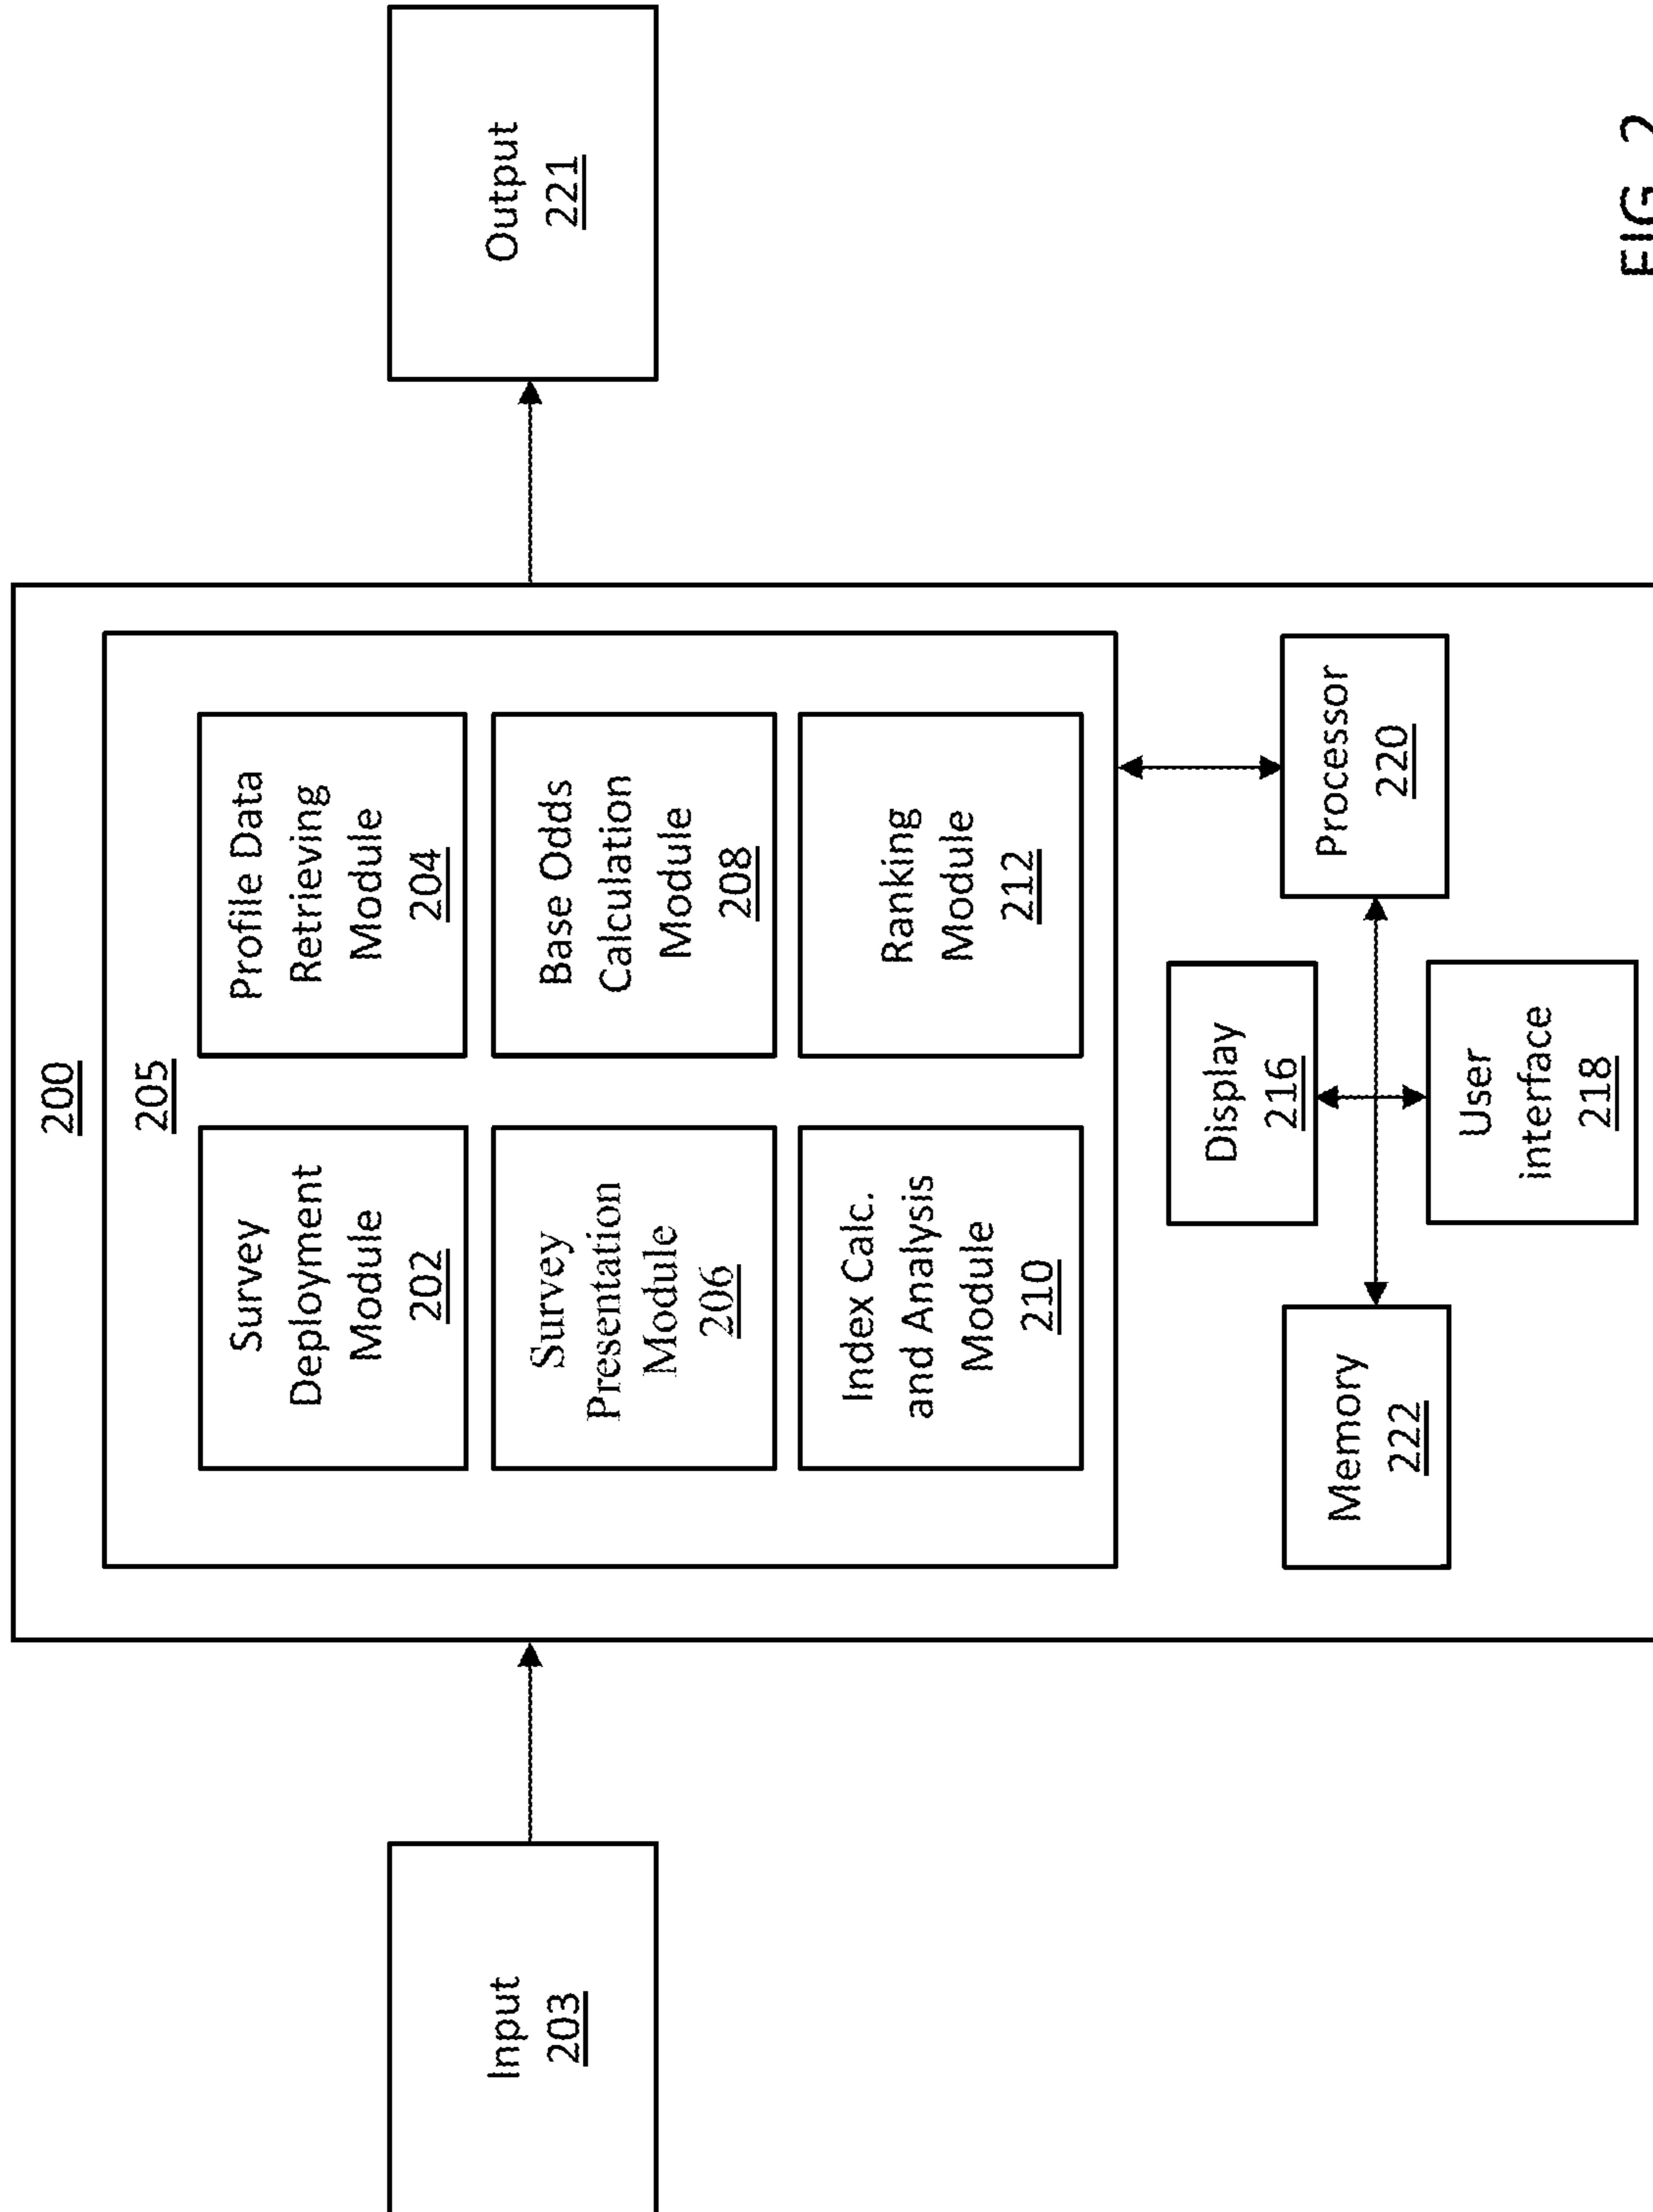 200
205
Survey
Deployment
Module
202
Profile Data
Retrieving
Module
204
Survey
Presentation
Module
206
Base Odds
Calculation
Module
208
Index Calc.
and Analysis
Module
210
Ranking
Module
212
Input
203
Output
221
Display
216
Memory
222
Processor
220
User
interface
218
FIG 2